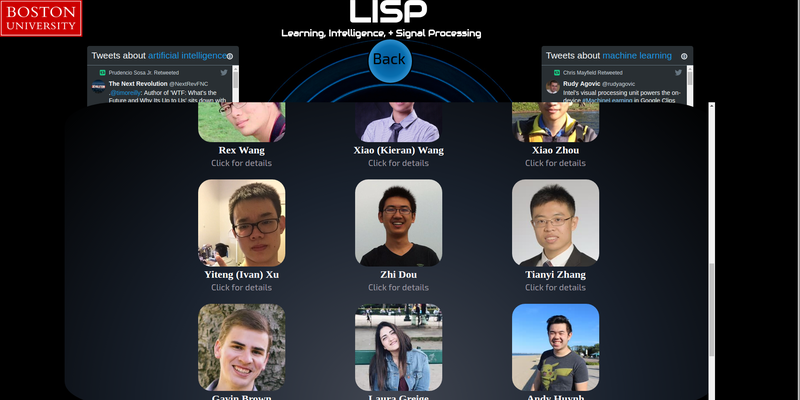 BOSTON
UNIVERSITY
LISP
Learning, Intelligence, + Signal Processing
Back
Tweets about artificial intelligence
Prudencio Sosa Jr. Retweeted
The Next Revolution @NextRevFNC
.@timoreilly: Author of 'WTF: What's the
Future and Why Its Up to Us' sits down with
Tweets about machine learning
Chris Mayfield Retweeted
Rudy Agovic @rudyagovic
Intel's visual processing unit powers the on-
device #MachineLearning in Google Clips
Rex Wang
Click for details
Xiao (Kieran) Wang
Click for details
Xiao Zhou
Click for details
Yiteng (Ivan) Xu
Click for details
Zhi Dou
Click for details
Tianyi Zhang
Click for details
Gavin Brown
Laura Greige
Andy Huynh